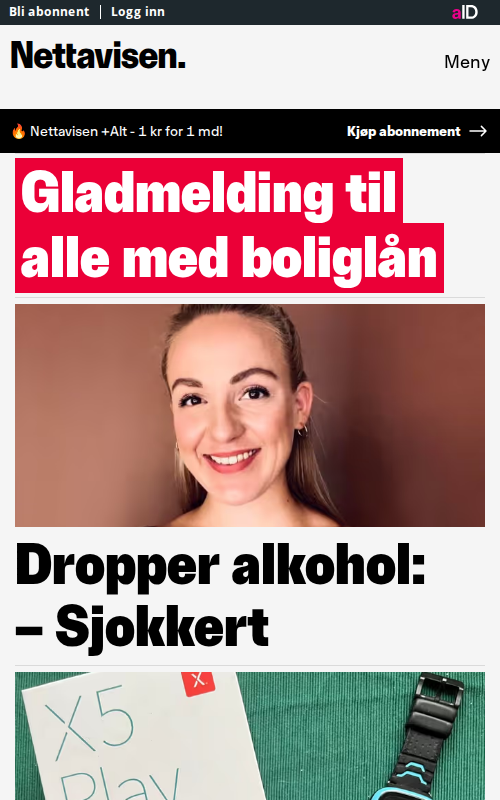 Bli abonnent | Logg inn
aID
Nettavisen.
Meny
🔥 Nettavisen +Alt - 1 kr for 1 md!
Kjøp abonnement →
Gladmelding til
alle med boliglån
Dropper alkohol:
– Sjokkert
X
X5
Play